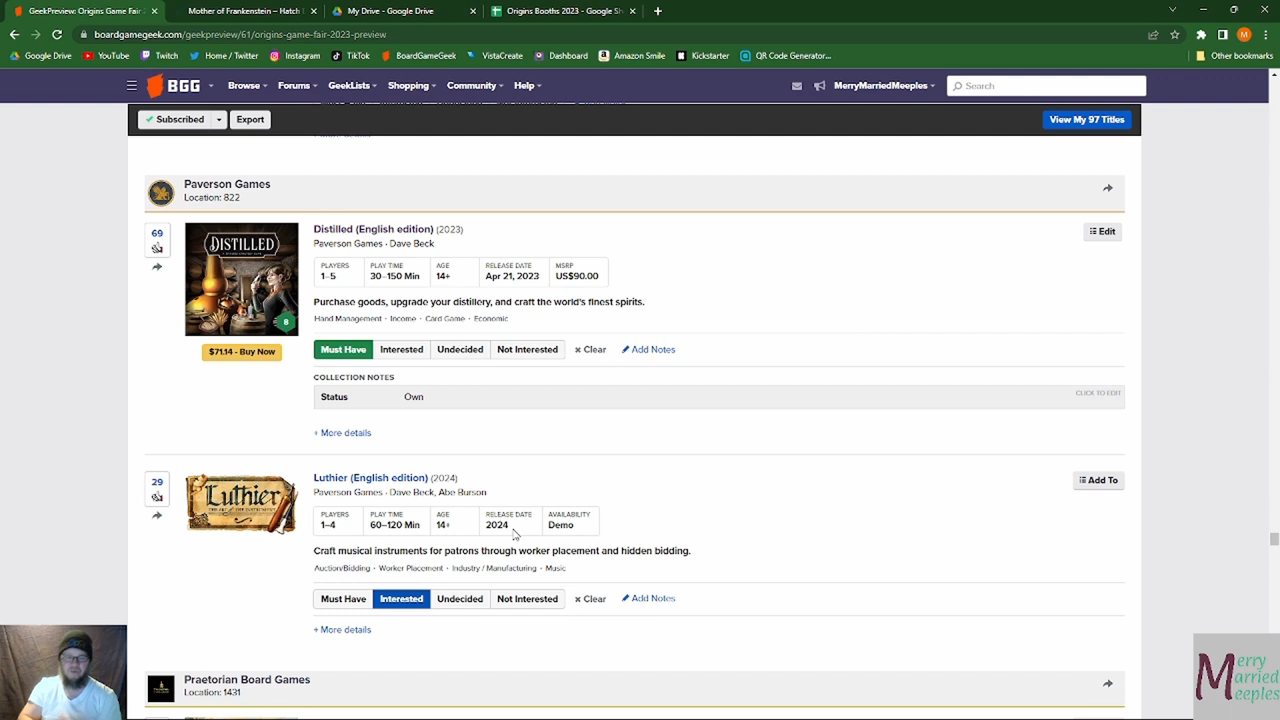 GeekPreview: Origins Game Fair 2
Mother of Frankenstein – Hatch E
My Drive - Google Drive
Origins Booths 2023 - Google Sh
boardgamegeek.com/geekpreview/61/origins-game-fair-2023-preview
Google Drive
YouTube
Twitch
Home / Twitter
Instagram
TikTok
BoardGameGeek
VistaCreate
Dashboard
Amazon Smile
Kickstarter
QR Code Generator...
Other bookmarks
BGG
Browse
Forums
GeekLists
Shopping
Community
Help
MerryMarriedMeeples
Search
Subscribed
Export
View My 97 Titles
Paverson Games
Location: 822
69
DISTILLED
Distilled (English edition) (2023)
Edit
Paverson Games · Dave Beck
PLAYERS PLAY TIME AGE RELEASE DATE MSRP
1–5 30–150 Min 14+ Apr 21, 2023 US$90.00
Purchase goods, upgrade your distillery, and craft the world's finest spirits.
Hand Management · Income · Card Game · Economic
$71.14 - Buy Now
Must Have Interested Undecided Not Interested × Clear Add Notes
COLLECTION NOTES
Status Own
CLICK TO EDIT
+ More details
29
Luthier
Luthier (English edition) (2024)
Add To
Paverson Games · Dave Beck, Abe Burson
PLAYERS PLAY TIME AGE RELEASE DATE AVAILABILITY
1–4 60–120 Min 14+ 2024 Demo
Craft musical instruments for patrons through worker placement and hidden bidding.
Auction/Bidding · Worker Placement · Industry / Manufacturing · Music
Must Have Interested Undecided Not Interested × Clear Add Notes
+ More details
Praetorian Board Games
Location: 1431
Merry
Married
Meeples